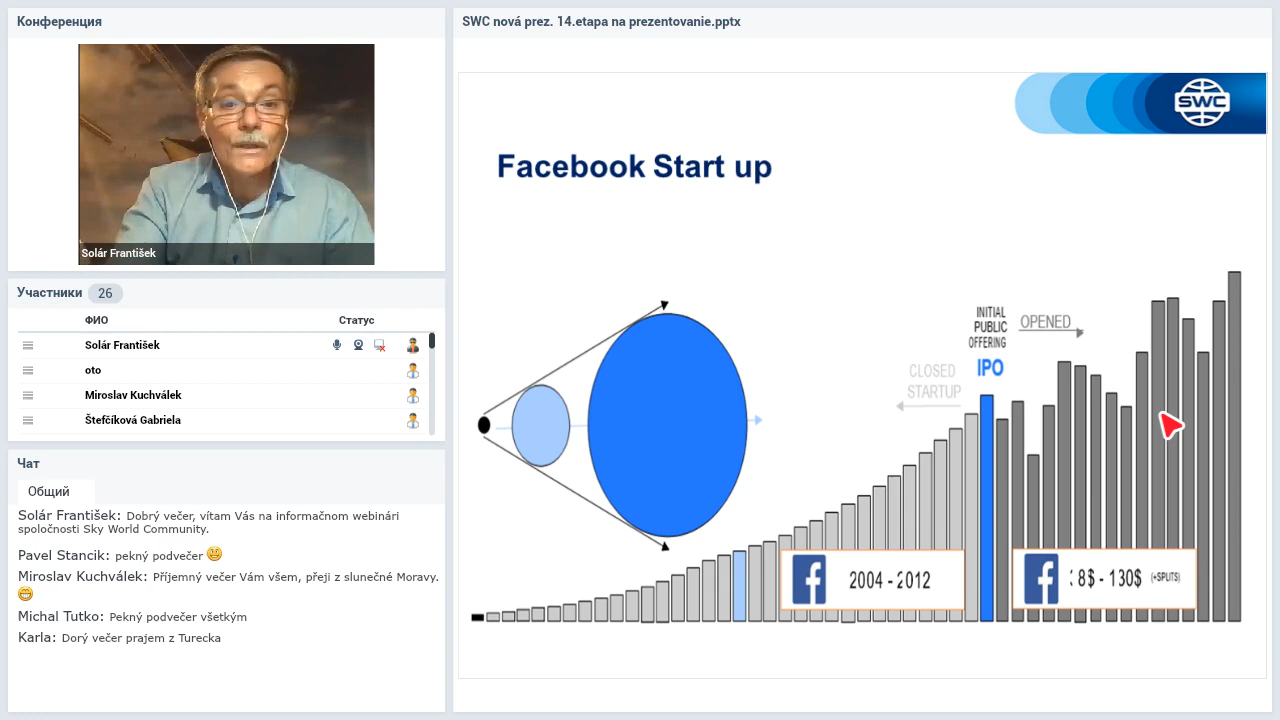 Конференция
Solár František
Участники 26
ФИО
Статус
Solár František
oto
Miroslav Kuchválek
Štefčíková Gabriela
Чат
Общий
Solár František: Dobrý večer, vítam Vás na informačnom webinári
spoločnosti Sky World Community.
Pavel Stancik: pekný podvečer
Miroslav Kuchválek: Příjemný večer Vám všem, přeji z slunečné Moravy.
Michal Tutko: Pekný podvečer všetkým
Karla: Dorý večer prajem z Turecka
SWC nová prez. 14.etapa na prezentovanie.pptx
SWC
Facebook Start up
INITIAL
PUBLIC
OFFERING
IPO
OPENED
CLOSED
STARTUP
2004 - 2012
8$ - 130$ (+SPLITS)